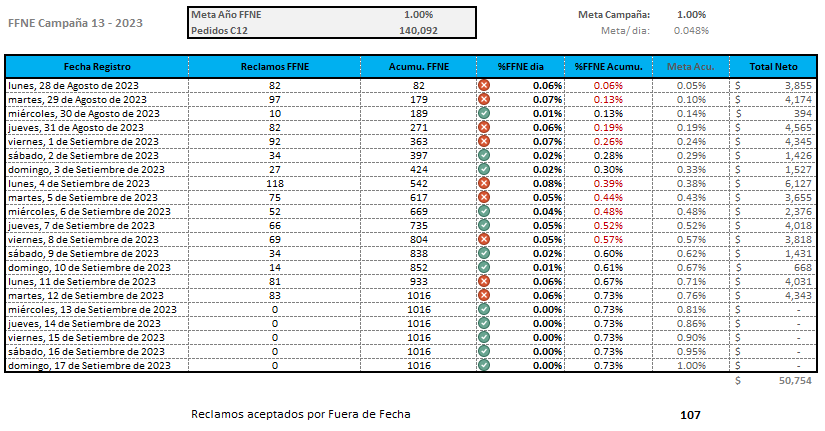 FFNE Campaña 13 - 2023
Meta Año FFNE 1.00%
Pedidos C12 140,092
Meta Campaña: 1.00%
Meta/ dia: 0.048%
Fecha Registro Reclamos FFNE Acumu. FFNE %FFNE dia %FFNE Acumu. Meta Acu. Total Neto
lunes, 28 de Agosto de 2023 82 82 0.06% 0.06% 0.05% $ 3,855
martes, 29 de Agosto de 2023 97 179 0.07% 0.13% 0.10% $ 4,174
miércoles, 30 de Agosto de 2023 10 189 0.01% 0.13% 0.14% $ 394
jueves, 31 de Agosto de 2023 82 271 0.06% 0.19% 0.19% $ 4,565
viernes, 1 de Setiembre de 2023 92 363 0.07% 0.26% 0.24% $ 4,345
sábado, 2 de Setiembre de 2023 34 397 0.02% 0.28% 0.29% $ 1,426
domingo, 3 de Setiembre de 2023 27 424 0.02% 0.30% 0.33% $ 1,527
lunes, 4 de Setiembre de 2023 118 542 0.08% 0.39% 0.38% $ 6,127
martes, 5 de Setiembre de 2023 75 617 0.05% 0.44% 0.43% $ 3,655
miércoles, 6 de Setiembre de 2023 52 669 0.04% 0.48% 0.48% $ 2,376
jueves, 7 de Setiembre de 2023 66 735 0.05% 0.52% 0.52% $ 4,018
viernes, 8 de Setiembre de 2023 69 804 0.05% 0.57% 0.57% $ 3,818
sábado, 9 de Setiembre de 2023 34 838 0.02% 0.60% 0.62% $ 1,431
domingo, 10 de Setiembre de 2023 14 852 0.01% 0.61% 0.67% $ 668
lunes, 11 de Setiembre de 2023 81 933 0.06% 0.67% 0.71% $ 4,031
martes, 12 de Setiembre de 2023 83 1016 0.06% 0.73% 0.76% $ 4,343
miércoles, 13 de Setiembre de 2023 0 1016 0.00% 0.73% 0.81% $ -
jueves, 14 de Setiembre de 2023 0 1016 0.00% 0.73% 0.86% $ -
viernes, 15 de Setiembre de 2023 0 1016 0.00% 0.73% 0.90% $ -
sábado, 16 de Setiembre de 2023 0 1016 0.00% 0.73% 0.95% $ -
domingo, 17 de Setiembre de 2023 0 1016 0.00% 0.73% 1.00% $ -
$ 50,754
Reclamos aceptados por Fuera de Fecha 107